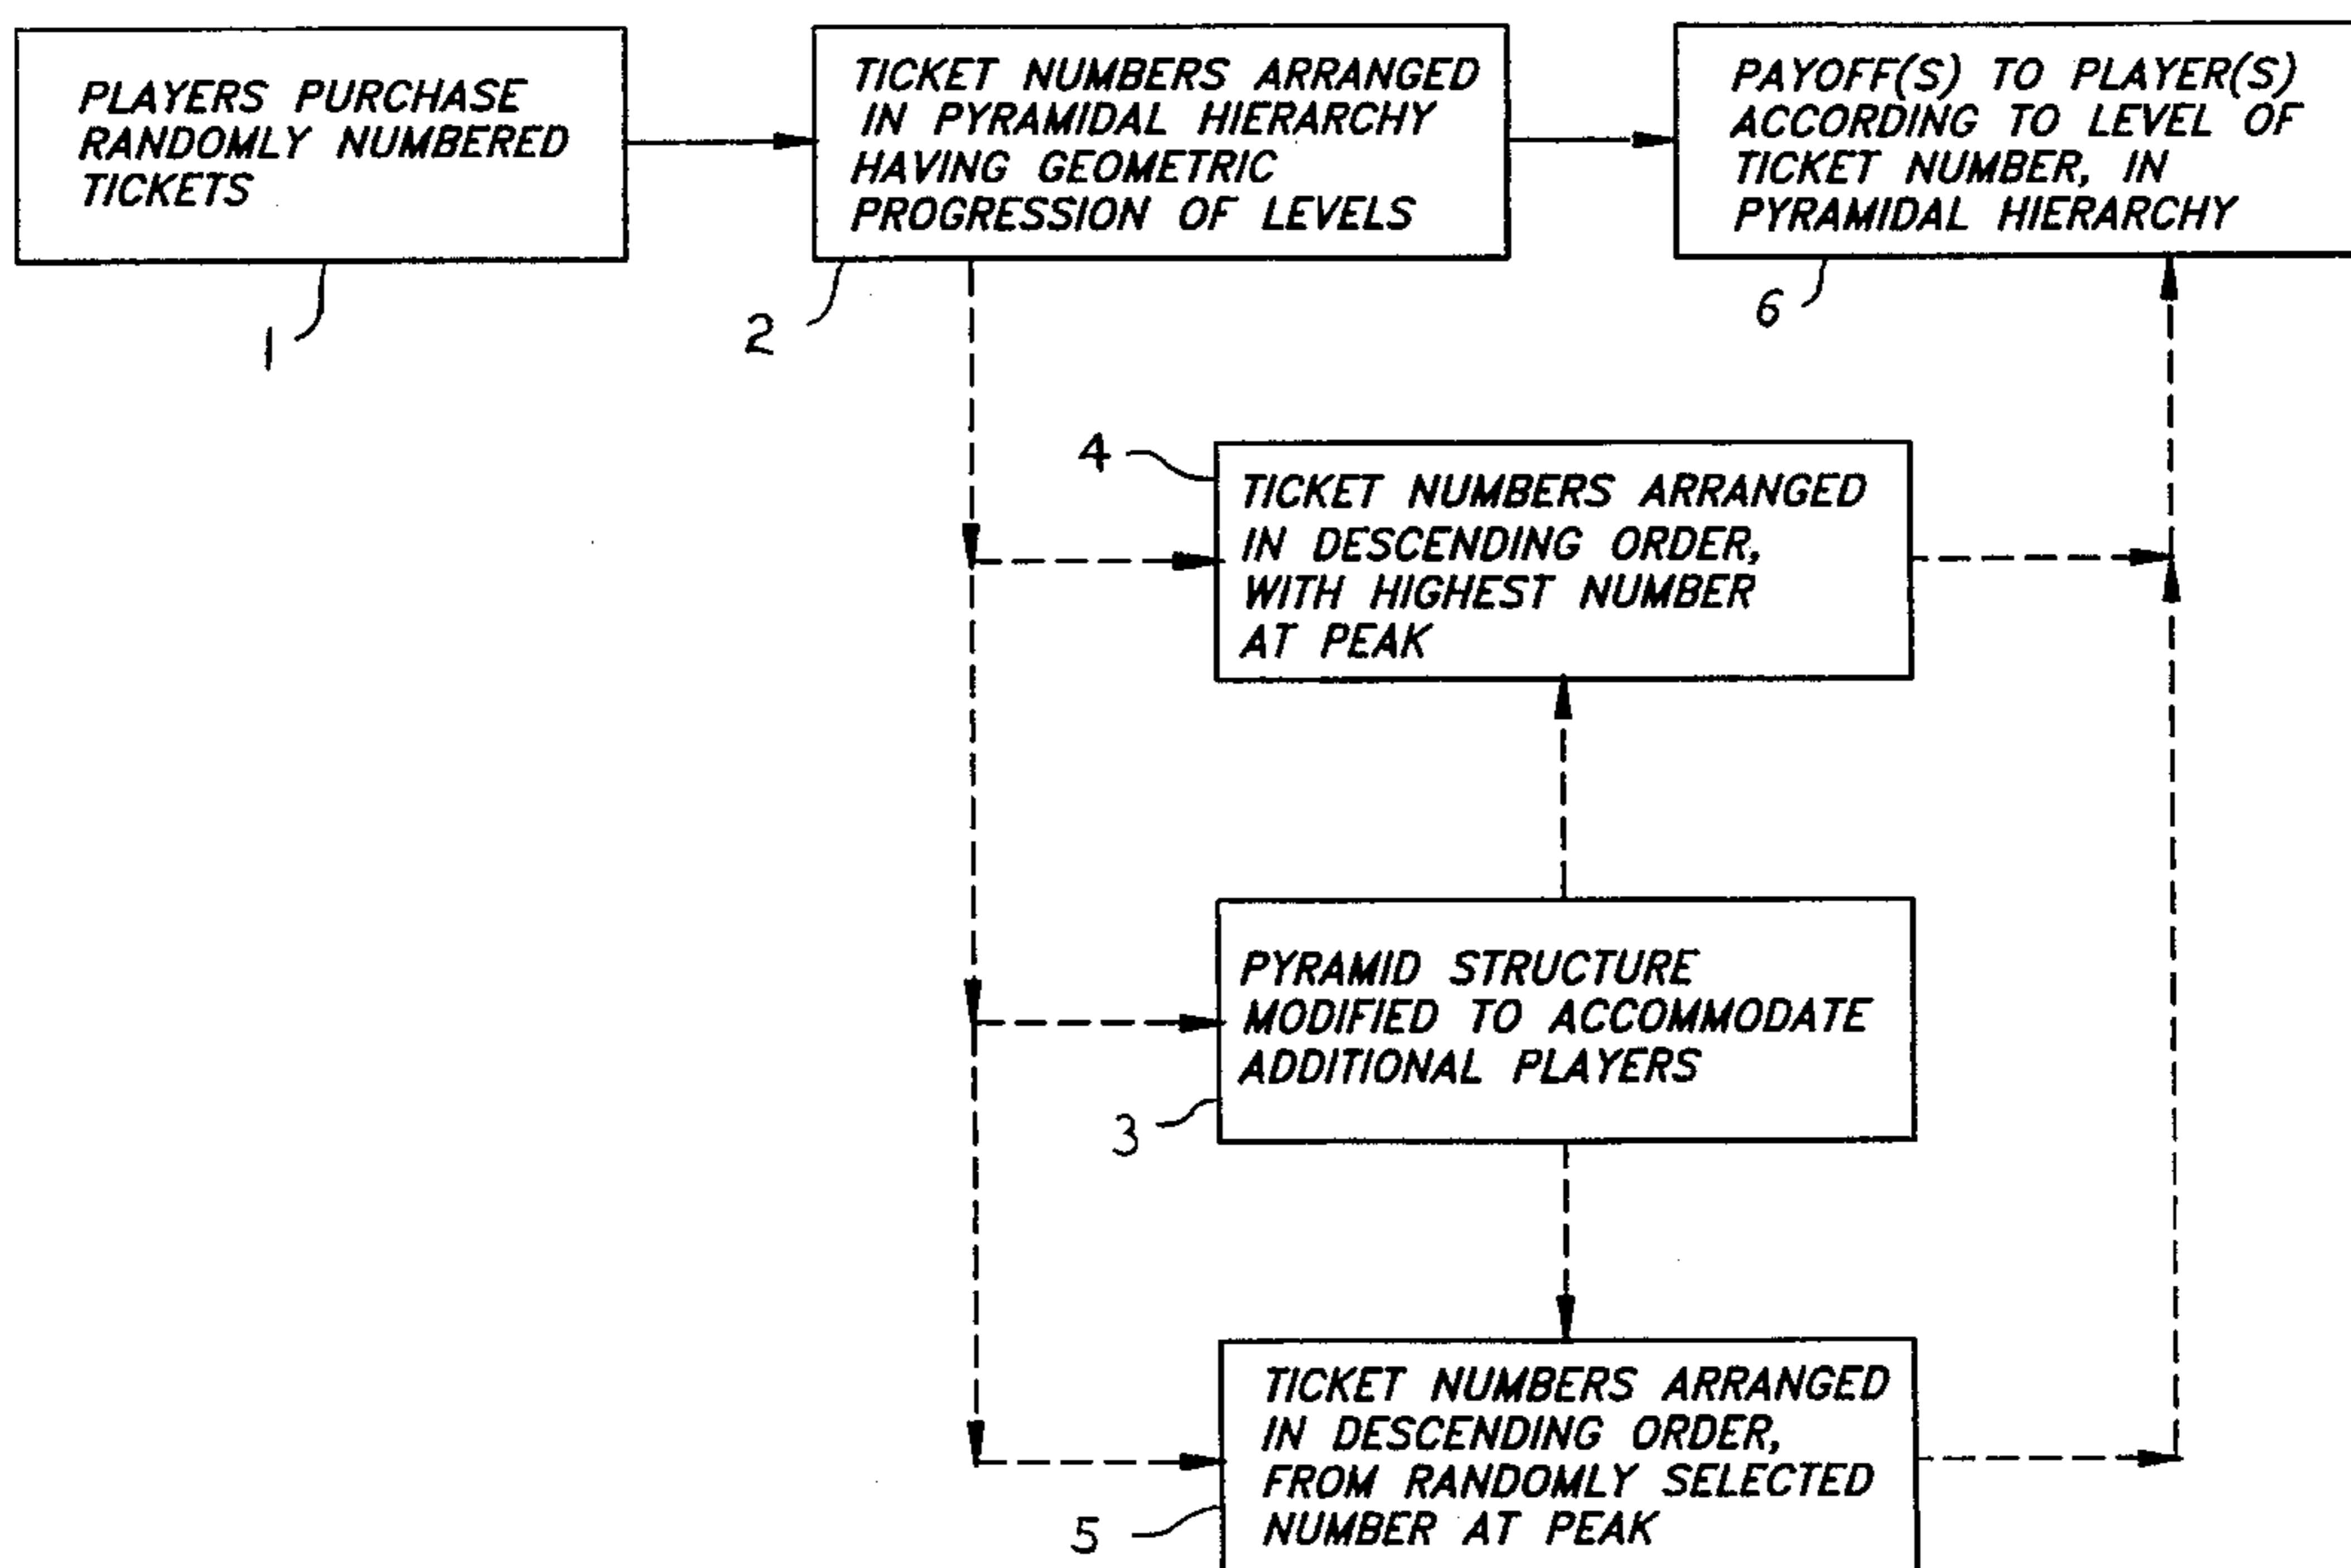 PLAYERS PURCHASE
RANDOMLY NUMBERED
TICKETS
1
TICKET NUMBERS ARRANGED
IN PYRAMIDAL HIERARCHY
HAVING GEOMETRIC
PROGRESSION OF LEVELS
2
PAYOFF(S) TO PLAYER(S)
ACCORDING TO LEVEL OF
TICKET NUMBER, IN
PYRAMIDAL HIERARCHY
6
4
TICKET NUMBERS ARRANGED
IN DESCENDING ORDER,
WITH HIGHEST NUMBER
AT PEAK
PYRAMID STRUCTURE
MODIFIED TO ACCOMMODATE
ADDITIONAL PLAYERS
3
TICKET NUMBERS ARRANGED
IN DESCENDING ORDER,
FROM RANDOMLY SELECTED
NUMBER AT PEAK
5